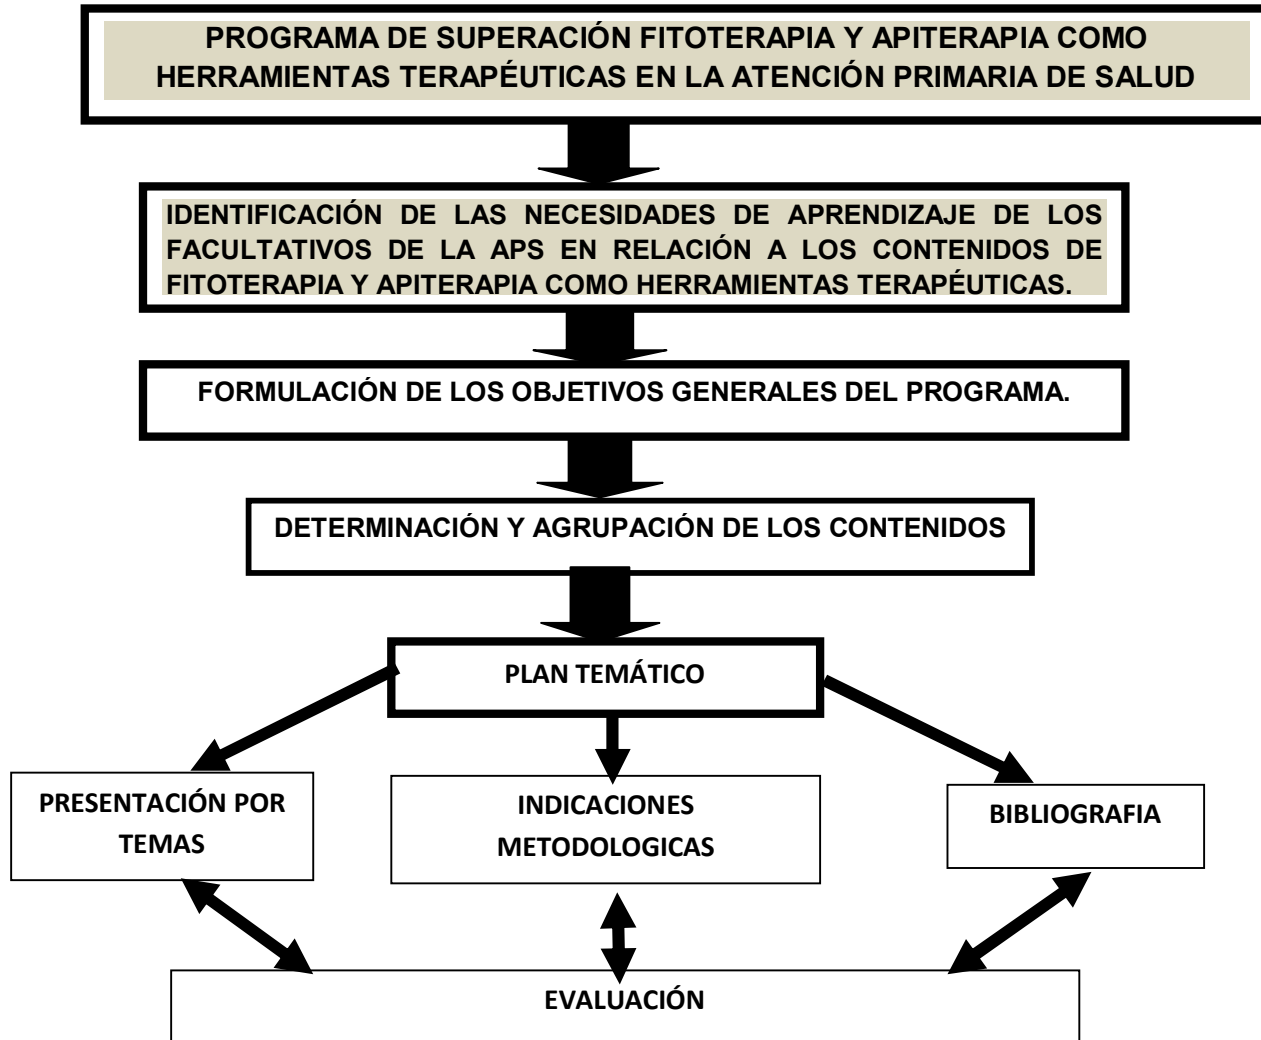 PROGRAMA DE SUPERACIÓN FITOTERAPIA Y APITERAPIA COMO
HERRAMIENTAS TERAPÉUTICAS EN LA ATENCIÓN PRIMARIA DE SALUD
IDENTIFICACIÓN DE LAS NECESIDADES DE APRENDIZAJE DE LOS
FACULTATIVOS DE LA APS EN RELACIÓN A LOS CONTENIDOS DE
FITOTERAPIA Y APITERAPIA COMO HERRAMIENTAS TERAPÉUTICAS.
FORMULACIÓN DE LOS OBJETIVOS GENERALES DEL PROGRAMA.
DETERMINACIÓN Y AGRUPACIÓN DE LOS CONTENIDOS
PLAN TEMÁTICO
PRESENTACIÓN POR
TEMAS
INDICACIONES
METODOLOGICAS
BIBLIOGRAFIA
EVALUACIÓN